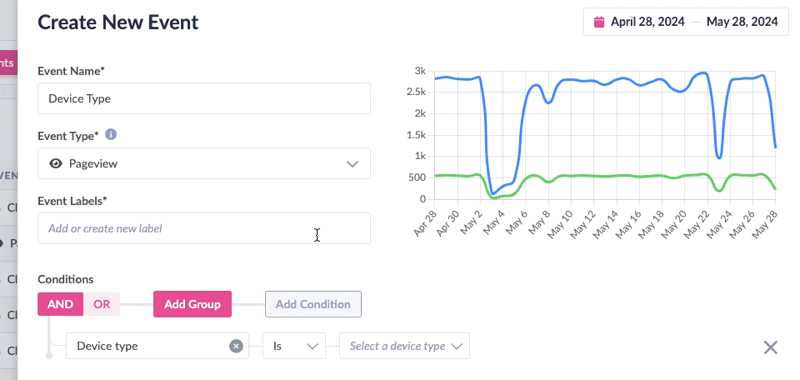 Create New Event
April 28, 2024 — May 28, 2024
nts
Event Name*
Device Type
Event Type*
Pageview
Event Labels*
Add or create new label
3k
2.5k
2k
1.5k
1k
500
0
Apr 28
Apr 30
May 2
May 4
May 6
May 8
May 10
May 12
May 14
May 16
May 18
May 20
May 22
May 24
May 26
May 28
VEN
Cl
P
Cl
Cl
Cl
Conditions
AND OR Add Group Add Condition
Device type Is Select a device type